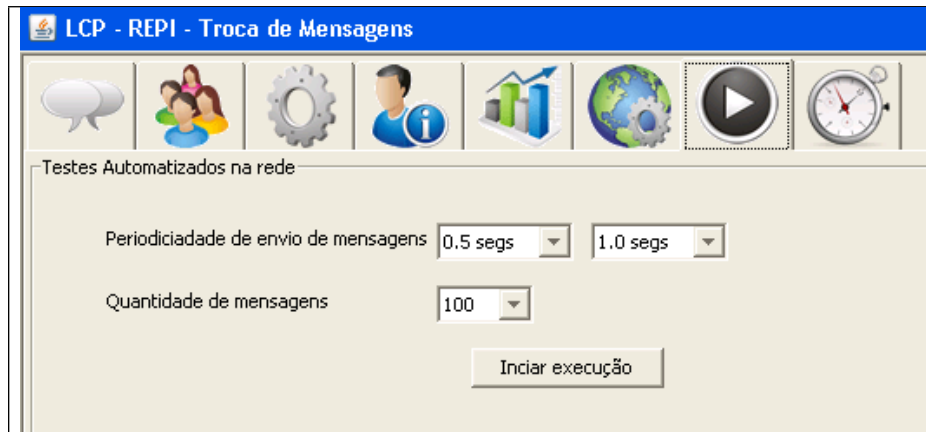 LCP - REPI - Troca de Mensagens
Testes Automatizados na rede
Periodiciadade de envio de mensagens 0.5 segs 1.0 segs
Quantidade de mensagens 100
Inciar execução